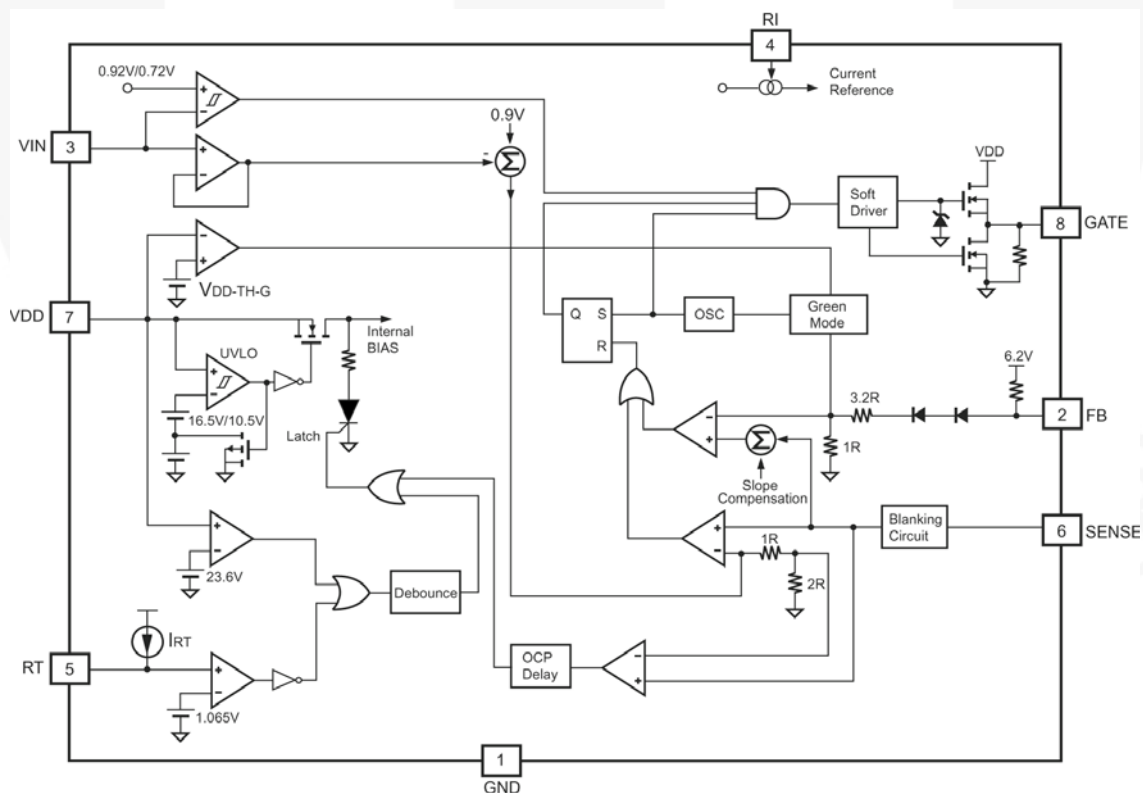 RI
4
0.92V/0.72V
Current
Reference
+
-
0.9V
VIN
3
+
-
-
Σ
VDD
Soft
Driver
8
GATE
-
+
VDD-TH-G
VDD
7
Internal
BIAS
Q
S
R
OSC
Green
Mode
UVLO
+
-
16.5V/10.5V
6.2V
3.2R
2
FB
Latch
-
+
Σ
1R
Slope
Compensation
+
-
23.6V
+
-
1R
2R
Blanking
Circuit
6
SENSE
Debounce
IRT
RT
5
+
-
1.065V
OCP
Delay
-
+
1
GND